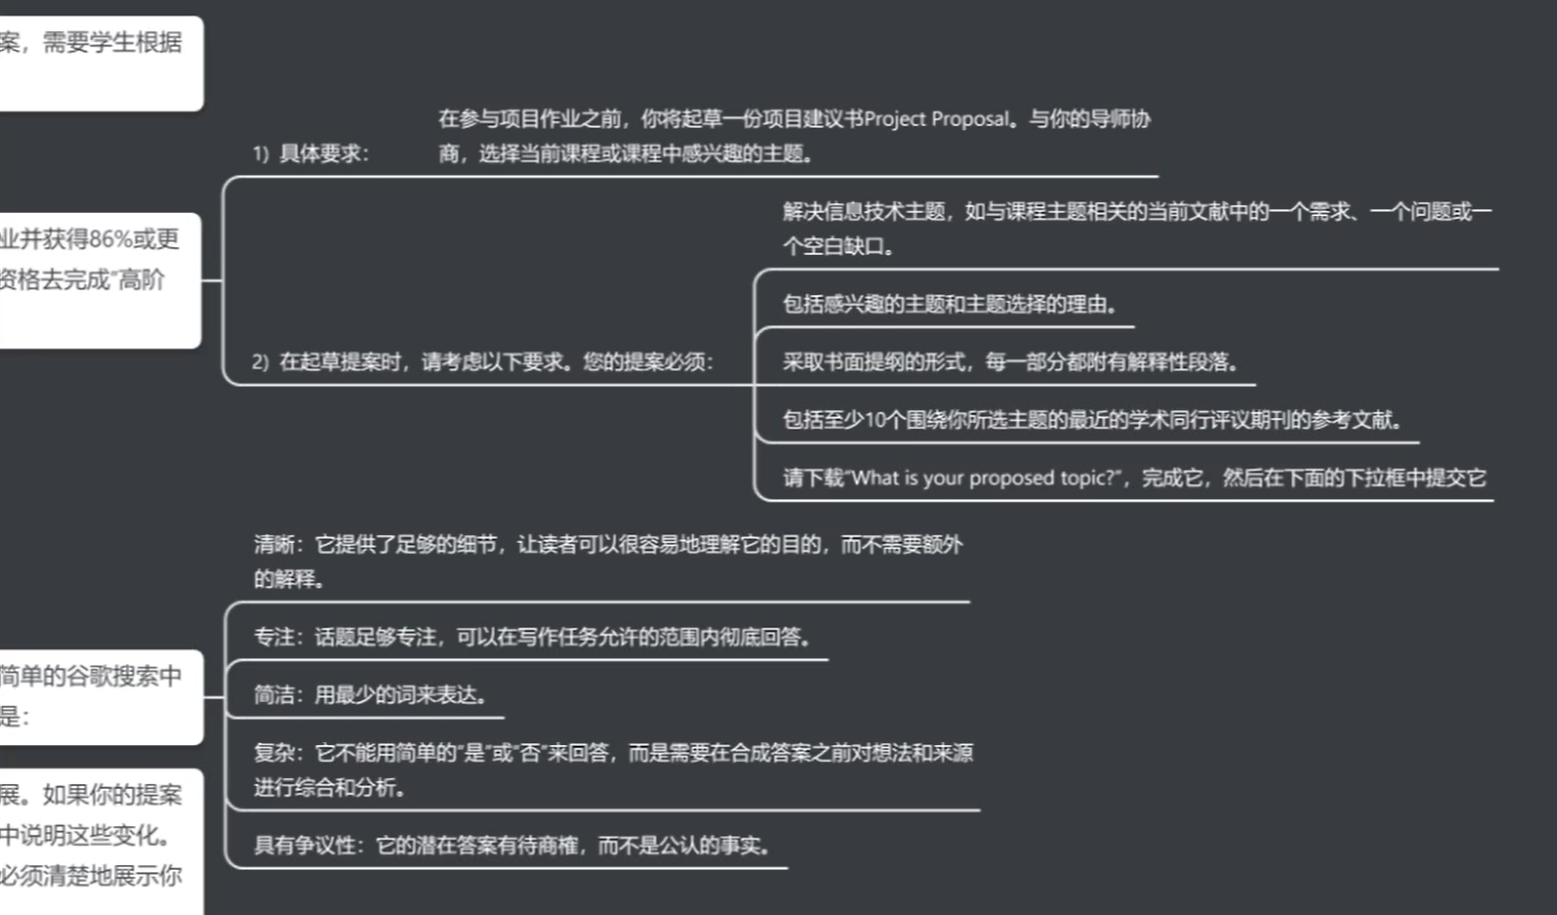 案，需要学生根据
在参与项目作业之前，你将起草一份项目建议书Project Proposal。与你的导师协
1) 具体要求：
商，选择当前课程或课程中感兴趣的主题。
解决信息技术主题，如与课程主题相关的当前文献中的一个需求、一个问题或一
个空白缺口。
业并获得86%或更
资格去完成“高阶
包括感兴趣的主题和主题选择的理由。
2) 在起草提案时，请考虑以下要求。您的提案必须：
采取书面提纲的形式，每一部分都附有解释性段落。
包括至少10个围绕你所选主题的最近的学术同行评议期刊的参考文献。
请下载“What is your proposed topic?”，完成它，然后在下面的下拉框中提交它
清晰：它提供了足够的细节，让读者可以很容易地理解它的目的，而不需要额外
的解释。
专注：话题足够专注，可以在写作任务允许的范围内彻底回答。
简单的谷歌搜索中
是：
简洁：用最少的词来表达。
复杂：它不能用简单的“是”或“否”来回答，而是需要在合成答案之前对想法和来源
进行综合和分析。
展。如果你的提案
中说明这些变化。
必须清楚地展示你
具有争议性：它的潜在答案有待商榷，而不是公认的事实。